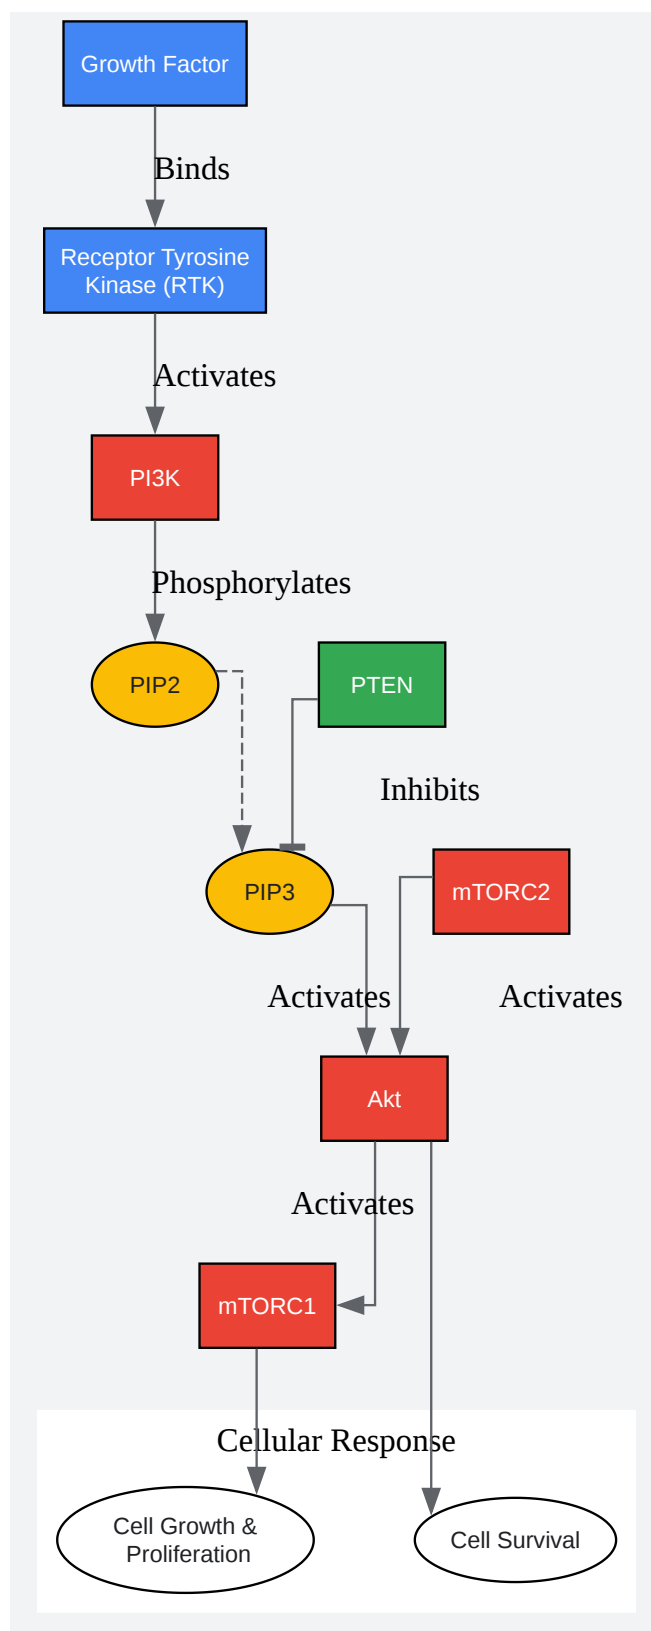 Growth Factor
Binds
Receptor Tyrosine
Kinase (RTK)
Activates
PI3K
Phosphorylates
PIP2
PTEN
Inhibits
PIP3
mTORC2
Activates
Activates
Akt
Activates
mTORC1
Cellular Response
Cell Growth &
Proliferation
Cell Survival